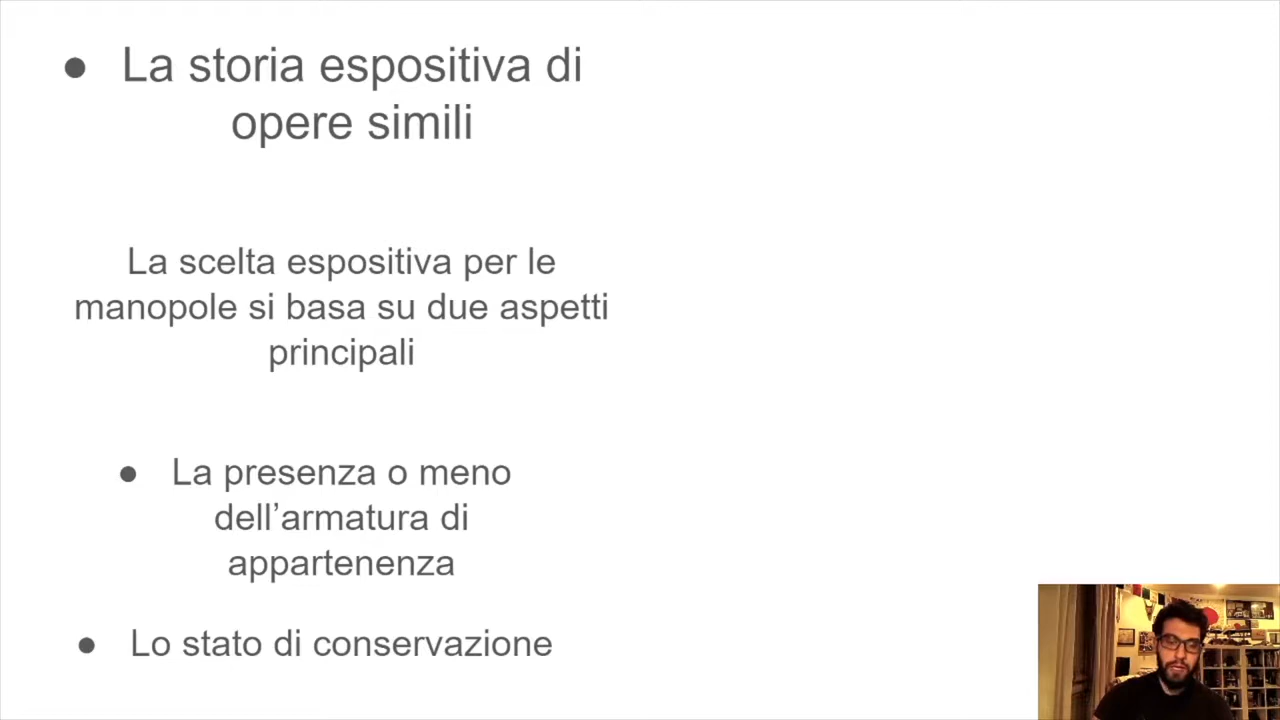 ● La storia espositiva di
opere simili
La scelta espositiva per le
manopole si basa su due aspetti
principali
● La presenza o meno
dell’armatura di
appartenenza
● Lo stato di conservazione